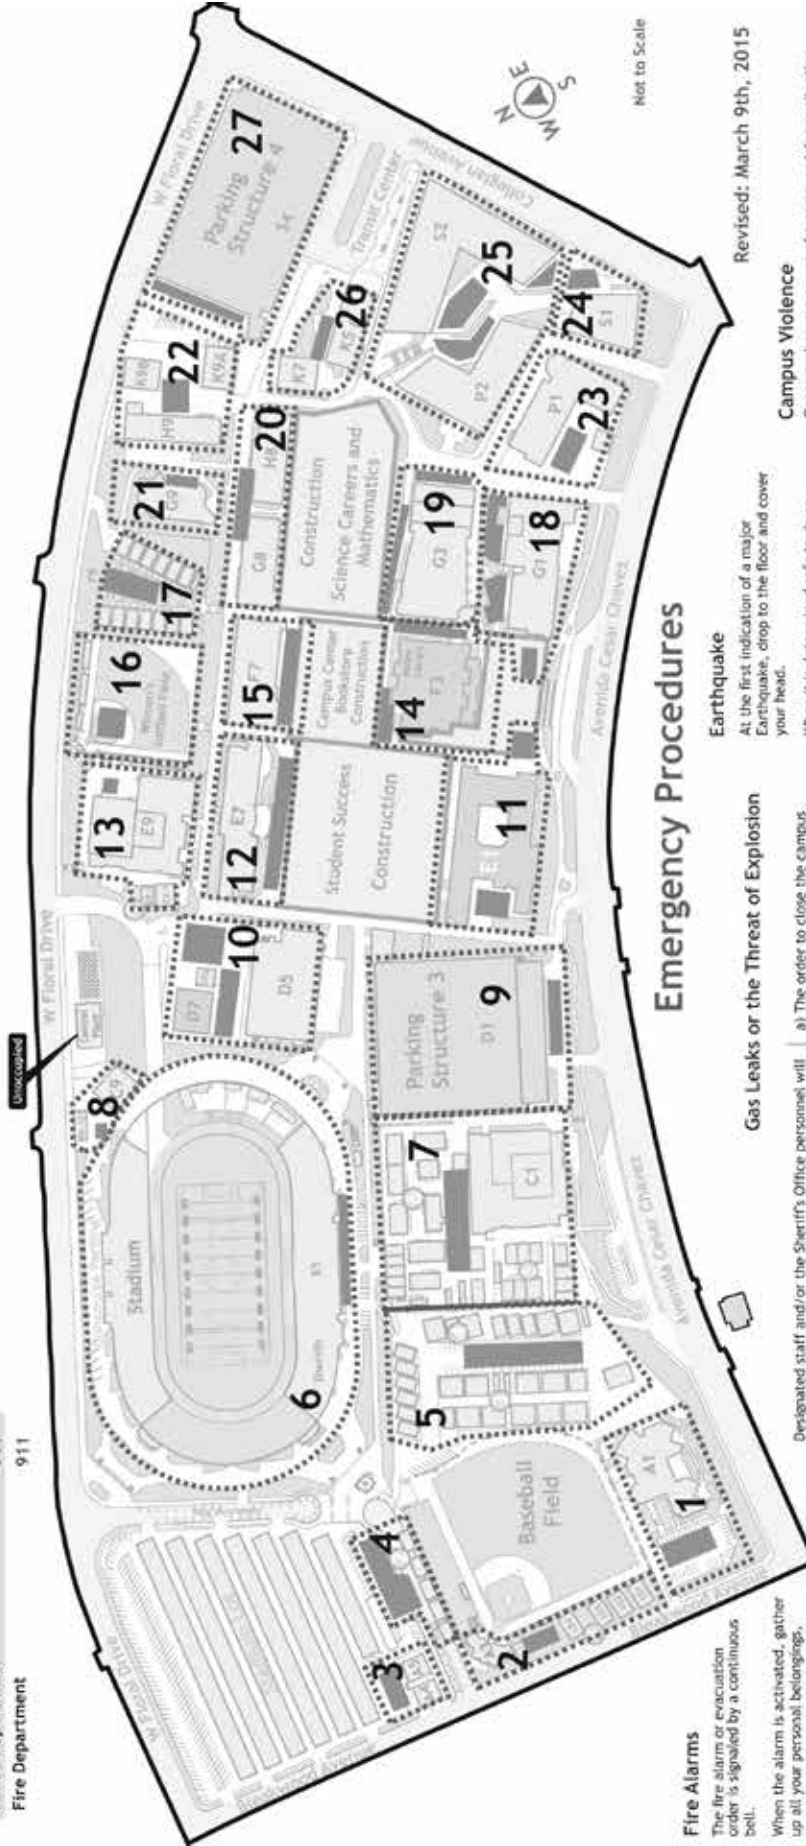 Fire Department
911
Unoccupied
W Floral Drive
W Floral Drive
W Floral Drive
Parking
Structure 4
S4
27
Transit Center
Collegian Avenue
N
E
S
W
Not to Scale
K9B
K9A
H9
22
K7
K5
26
S2
25
P2
24
S1
P1
23
21
G9
20
H8
G8
Construction
Science Careers and
Mathematics
19
G3
18
G1
17
16
Women's
Softball Field
15
F7
Campus Center
Bookstore
Construction
14
F3
13
E9
12
E7
Student Success
Construction
11
E1
10
D7
D5
Parking
Structure 3
D1
9
8
Stadium
6
7
C1
5
4
3
2
Baseball
Field
A1
1
Avenida Cesar Chavez
Avenida Cesar Chavez
Revised: March 9th, 2015
Emergency Procedures
Fire Alarms
The fire alarm or evacuation
order is signaled by a continuous
bell.
When the alarm is activated, gather
up all your personal belongings,
Gas Leaks or the Threat of Explosion
Designated staff and/or the Sheriff's Office personnel will
a) The order to close the campus
Earthquake
At the first indication of a major
Earthquake, drop to the floor and cover
your head.
Campus Violence